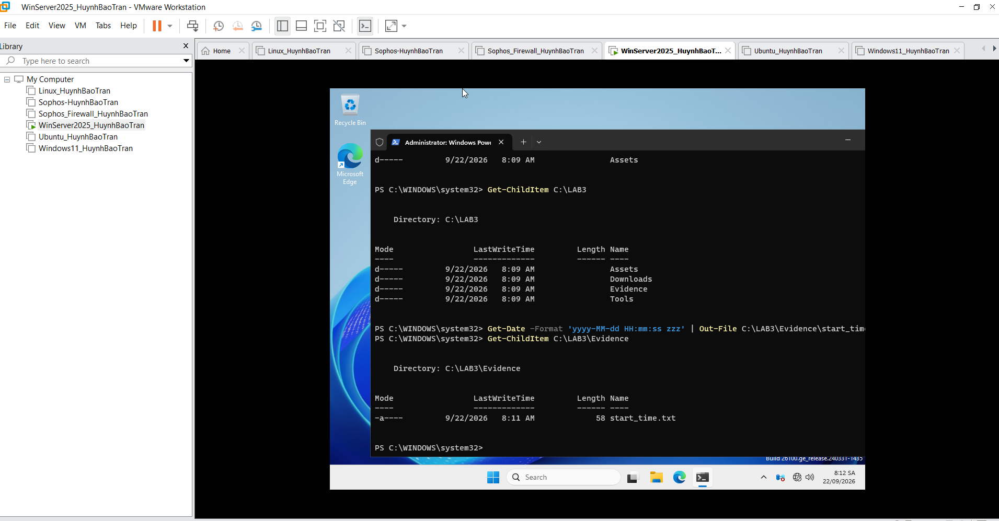 WinServer2025_HuynhBaoTran - VMware Workstation
File Edit View VM Tabs Help
Library
Type here to search
My Computer
Linux_HuynhBaoTran
Sophos-HuynhBaoTran
Sophos_Firewall_HuynhBaoTran
WinServer2025_HuynhBaoTran
Ubuntu_HuynhBaoTran
Windows11_HuynhBaoTran
Home Linux_HuynhBaoTran Sophos-HuynhBaoTran Sophos_Firewall_HuynhBaoTran WinServer2025_HuynhBaoT... Ubuntu_HuynhBaoTran Windows11_HuynhBaoTran
Recycle Bin
Microsoft
Edge
Administrator: Windows Powe
d----- 9/22/2026 8:09 AM Assets
PS C:\WINDOWS\system32> Get-ChildItem C:\LAB3
Directory: C:\LAB3
Mode LastWriteTime Length Name
---- ------------- ------ ----
d----- 9/22/2026 8:09 AM Assets
d----- 9/22/2026 8:09 AM Downloads
d----- 9/22/2026 8:09 AM Evidence
d----- 9/22/2026 8:09 AM Tools
PS C:\WINDOWS\system32> Get-Date -Format 'yyyy-MM-dd HH:mm:ss zzz' | Out-File C:\LAB3\Evidence\start_tim
PS C:\WINDOWS\system32> Get-ChildItem C:\LAB3\Evidence
Directory: C:\LAB3\Evidence
Mode LastWriteTime Length Name
---- ------------- ------ ----
-a---- 9/22/2026 8:11 AM 58 start_time.txt
PS C:\WINDOWS\system32>
Build 26100.ge_release.240331-1435
Search
8:12 SA
22/09/2026